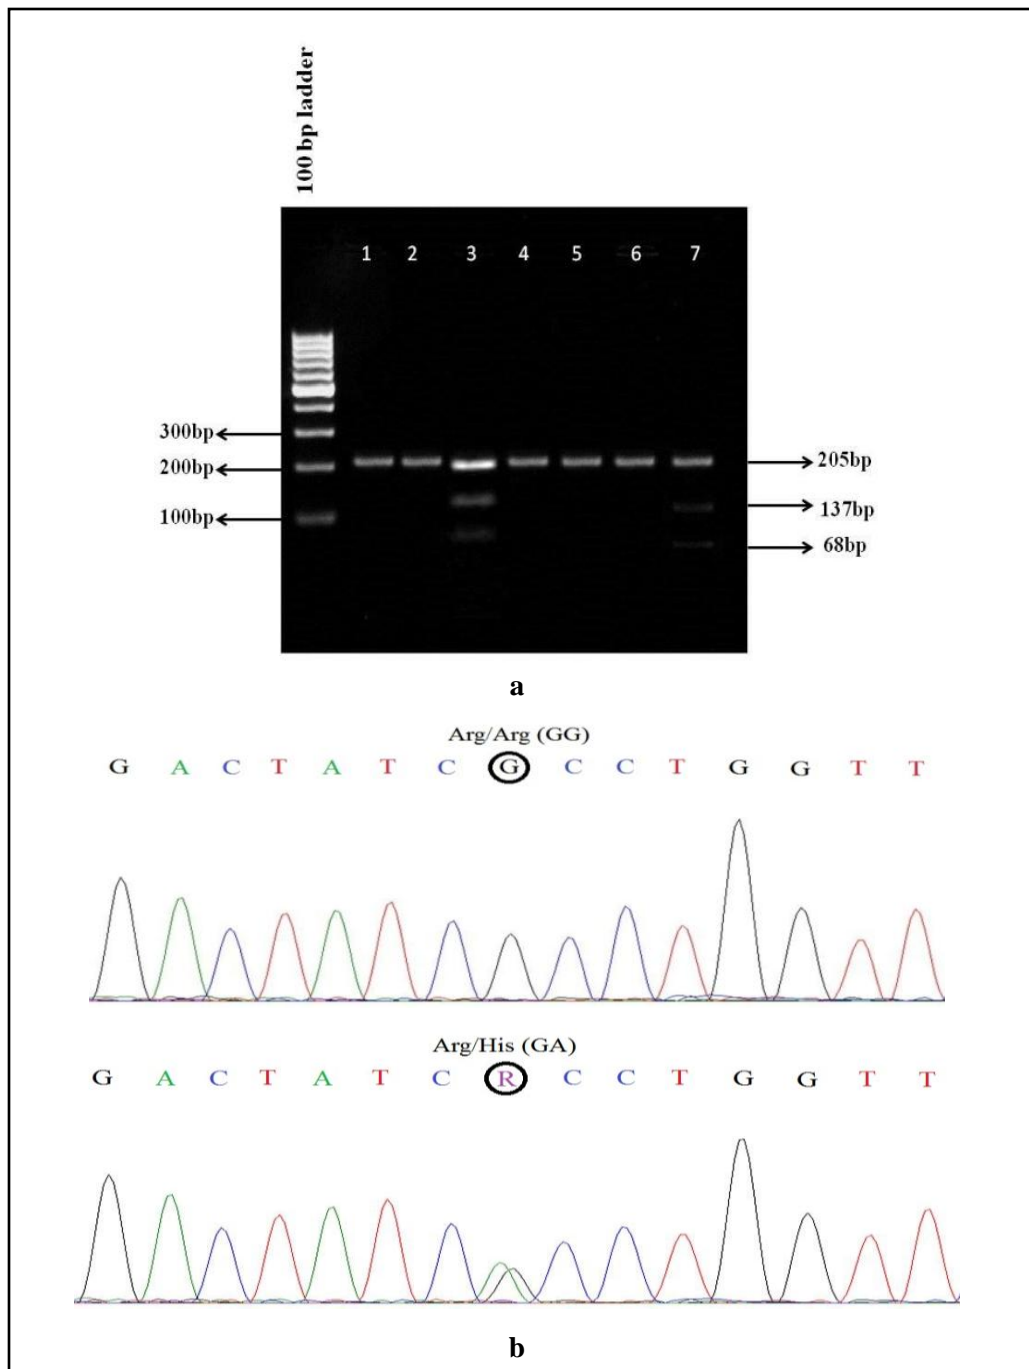 100 bp ladder
1 2 3 4 5 6 7
300bp
200bp
100bp
205bp
137bp
68bp
a
Arg/Arg (GG)
G A C T A T C G C C T G G T T
Arg/His (GA)
G A C T A T C R C C T G G T T
b